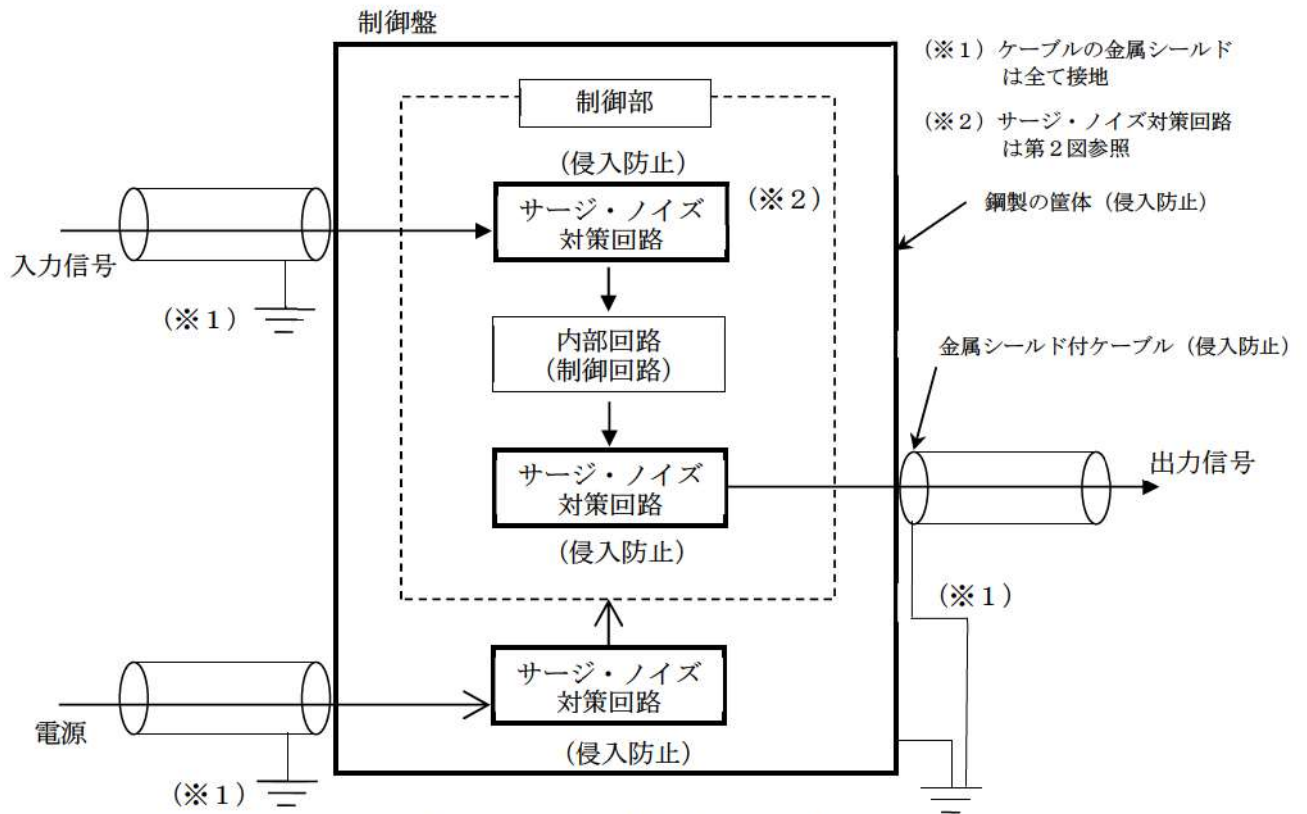 制御盤
(※1) ケーブルの金属シールド
は全て接地
(※2) サージ・ノイズ対策回路
は第2図参照
制御部
(侵入防止)
サージ・ノイズ
対策回路
(※2)
鋼製の筐体 (侵入防止)
入力信号
(※1)
内部回路
(制御回路)
金属シールド付ケーブル (侵入防止)
サージ・ノイズ
対策回路
(侵入防止)
出力信号
(※1)
サージ・ノイズ
対策回路
(侵入防止)
電源
(※1)